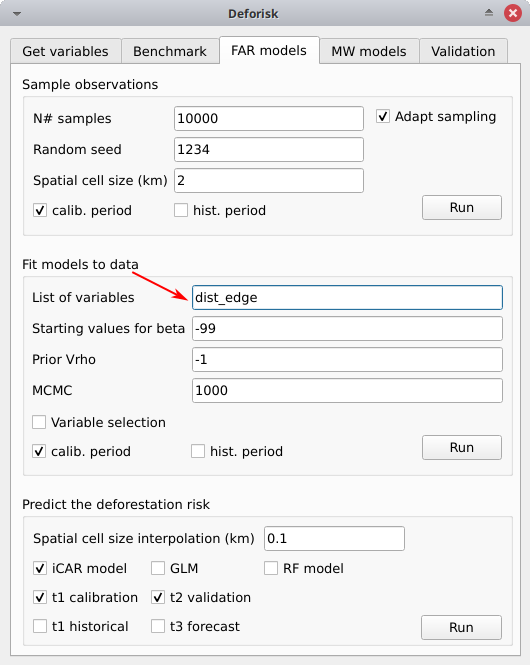 Deforisk
Get variables Benchmark FAR models MW models Validation
Sample observations
N# samples 10000 Adapt sampling
Random seed 1234
Spatial cell size (km) 2
calib. period hist. period Run
Fit models to data
List of variables dist_edge
Starting values for beta -99
Prior Vrho -1
MCMC 1000
Variable selection
calib. period hist. period Run
Predict the deforestation risk
Spatial cell size interpolation (km) 0.1
iCAR model GLM RF model
t1 calibration t2 validation
t1 historical t3 forecast Run